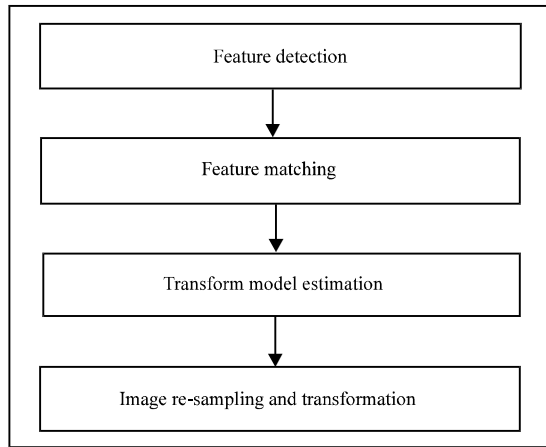 Feature detection
Feature matching
Transform model estimation
Image re-sampling and transformation